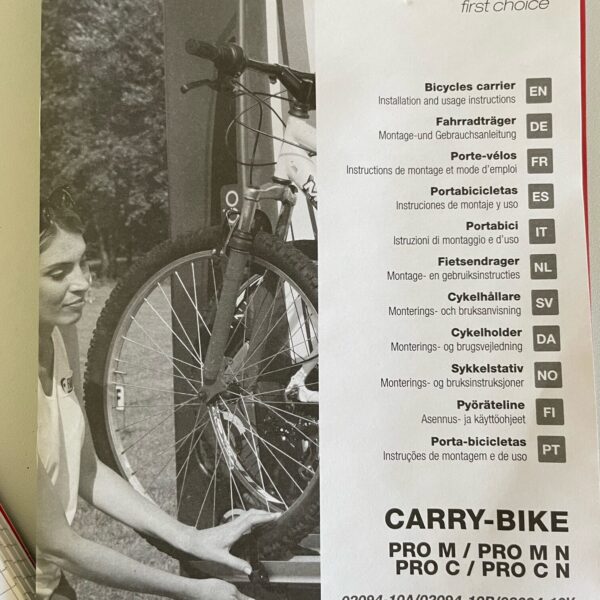 first choice
Bicycles carrier EN
Installation and usage instructions
Fahrradträger DE
Montage-und Gebrauchsanleitung
Porte-vélos FR
Instructions de montage et mode d'emploi
Portabicicletas ES
Instruciones de montaje y uso
Portabici IT
Istruzioni di montaggio e d'uso
Fietsendrager NL
Montage- en gebruiksinstructies
Cykelhållare SV
Monterings- och bruksanvisning
Cykelholder DA
Monterings- og brugsvejledning
Sykkelstativ NO
Monterings- og bruksinstruksjoner
Pyöräteline FI
Asennus- ja käyttöohjeet
Porta-bicicletas PT
Instruções de montagem e de uso
CARRY-BIKE
PRO M / PRO M N
PRO C / PRO C N